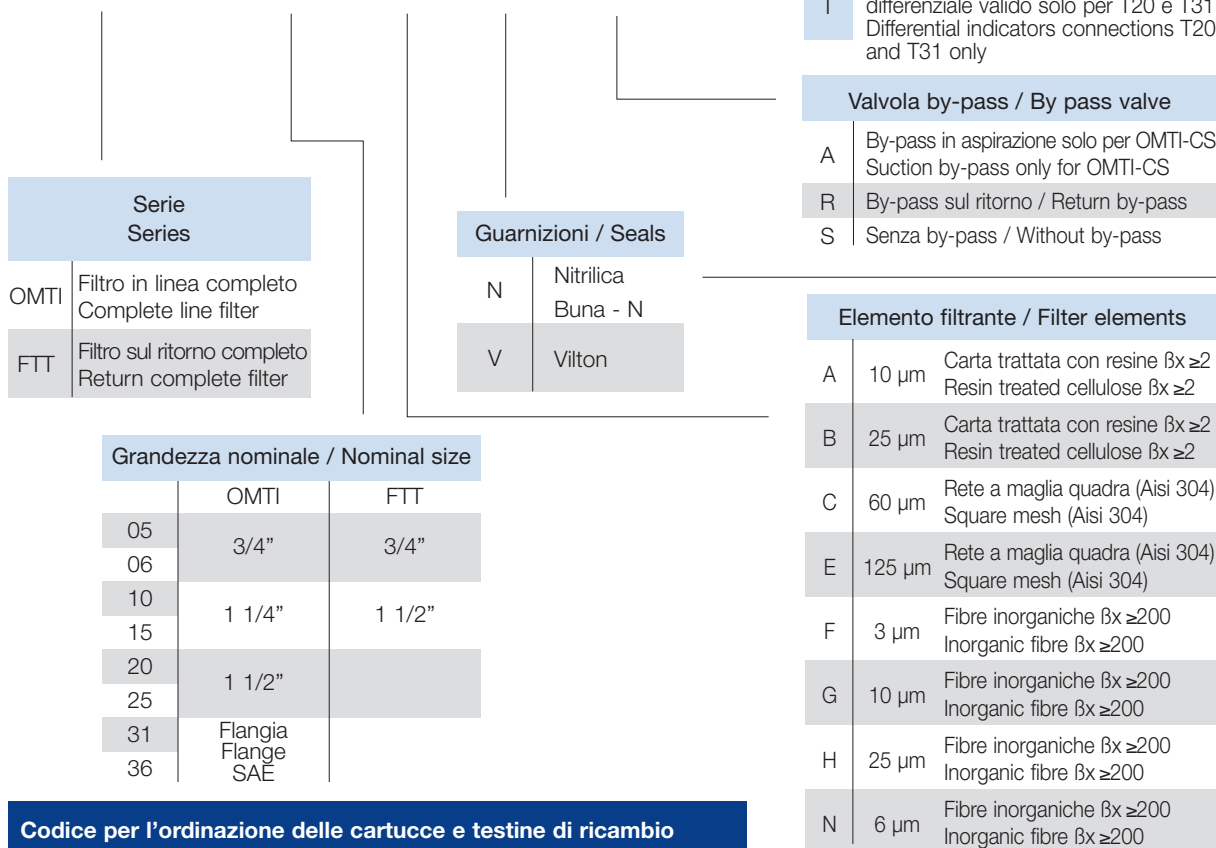 T
differenziale valido solo per T20 e T31
Differential indicators connections T20
and T31 only
Valvola by-pass / By pass valve
A By-pass in aspirazione solo per OMTI-CS
Suction by-pass only for OMTI-CS
R By-pass sul ritorno / Return by-pass
S Senza by-pass / Without by-pass
Serie
Series
OMTI Filtro in linea completo
Complete line filter
FTT Filtro sul ritorno completo
Return complete filter
Guarnizioni / Seals
N Nitrilica
Buna - N
V Vilton
Grandezza nominale / Nominal size
OMTI FTT
05
06
3/4” 3/4”
10
15
1 1/4” 1 1/2”
20
25
1 1/2”
31
36
Flangia
Flange
SAE
Elemento filtrante / Filter elements
A 10 µm Carta trattata con resine ßx ≥2
Resin treated cellulose ßx ≥2
B 25 µm Carta trattata con resine ßx ≥2
Resin treated cellulose ßx ≥2
C 60 µm Rete a maglia quadra (Aisi 304)
Square mesh (Aisi 304)
E 125 µm Rete a maglia quadra (Aisi 304)
Square mesh (Aisi 304)
F 3 µm Fibre inorganiche ßx ≥200
Inorganic fibre ßx ≥200
G 10 µm Fibre inorganiche ßx ≥200
Inorganic fibre ßx ≥200
H 25 µm Fibre inorganiche ßx ≥200
Inorganic fibre ßx ≥200
N 6 µm Fibre inorganiche ßx ≥200
Inorganic fibre ßx ≥200
Codice per l’ordinazione delle cartucce e testine di ricambio